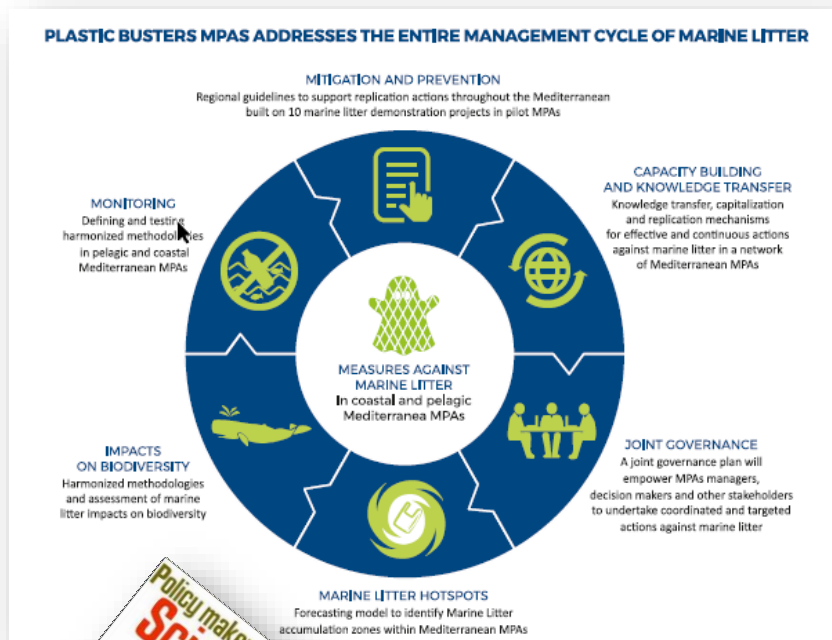 PLASTIC BUSTERS MPAS ADDRESSES THE ENTIRE MANAGEMENT CYCLE OF MARINE LITTER
MITIGATION AND PREVENTION
Regional guidelines to support replication actions throughout the Mediterranean
built on 10 marine litter demonstration projects in pilot MPAs
CAPACITY BUILDING
AND KNOWLEDGE TRANSFER
Knowledge transfer, capitalization
and replication mechanisms
for effective and continuous actions
against marine litter in a network
of Mediterranean MPAs
MONITORING
Defining and testing
harmonized methodologies
in pelagic and coastal
Mediterranean MPAs
MEASURES AGAINST
MARINE LITTER
In coastal and pelagic
Mediterranea MPAs
IMPACTS
ON BIODIVERSITY
Harmonized methodologies
and assessment of marine
litter impacts on biodiversity
JOINT GOVERNANCE
A joint governance plan will
empower MPAs managers,
decision makers and other stakeholders
to undertake coordinated and targeted
actions against marine litter
MARINE LITTER HOTSPOTS
Forecasting model to identify Marine Litter
accumulation zones within Mediterranean MPAs
Policy